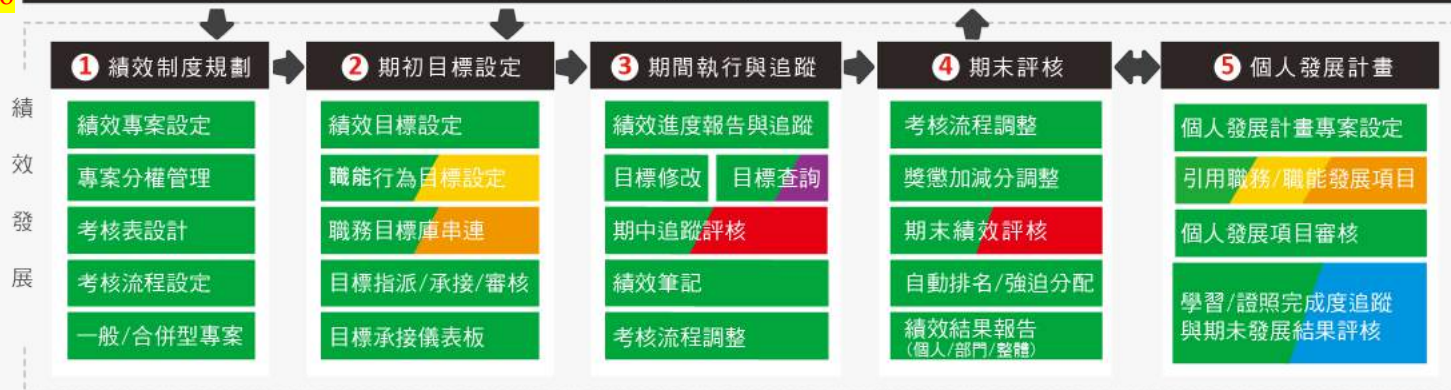 績效發展
1 績效制度規劃
績效專案設定
專案分權管理
考核表設計
考核流程設定
一般/合併型專案
2 期初目標設定
績效目標設定
職能行為目標設定
職務目標庫串連
目標指派/承接/審核
目標承接儀表板
3 期間執行與追蹤
績效進度報告與追蹤
目標修改
目標查詢
期中追蹤評核
績效筆記
考核流程調整
4 期末評核
考核流程調整
獎懲加減分調整
期末績效評核
自動排名/強迫分配
績效結果報告
(個人/部門/整體)
5 個人發展計畫
個人發展計畫專案設定
引用職務/職能發展項目
個人發展項目審核
學習/證照完成度追蹤
與期未發展結果評核